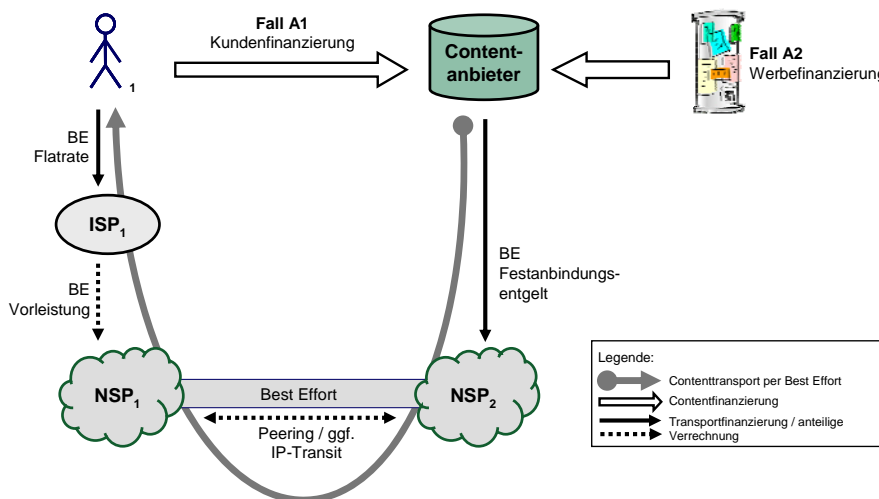 Fall A1
Kundenfinanzierung
Content-
anbieter
Fall A2
Werbefinanzierung
1
BE
Flatrate
ISP1
BE
Vorleistung
BE
Festanbindungs-
entgelt
NSP1
Best Effort
NSP2
Peering / ggf.
IP-Transit
Legende:
Contenttransport per Best Effort
Contentfinanzierung
Transportfinanzierung / anteilige
Verrechnung